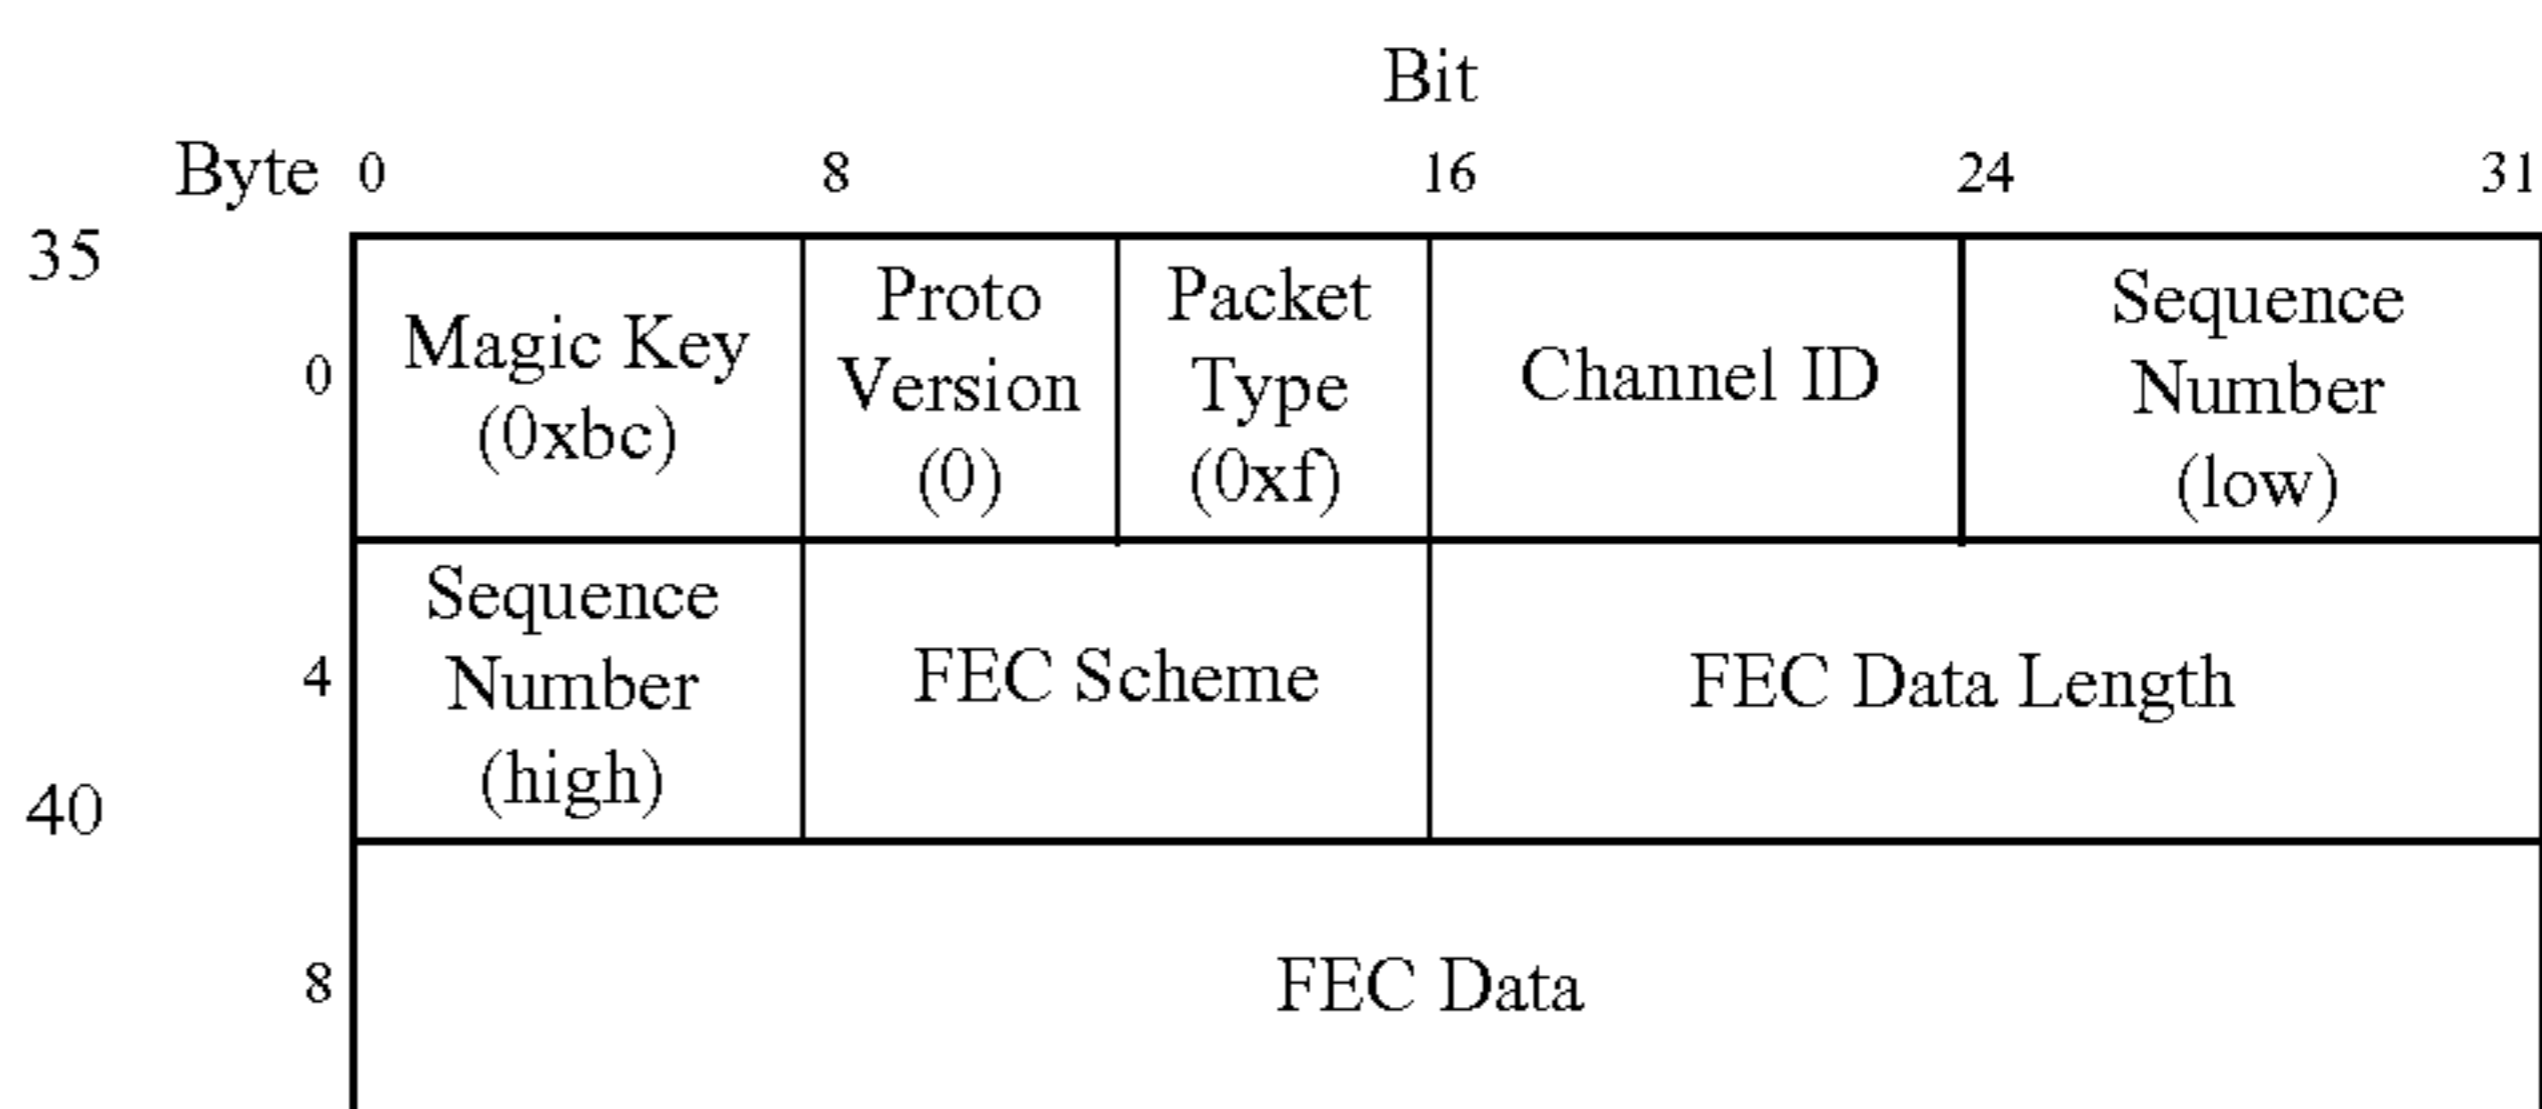 Bit
Byte 0 8 16 24 31
35
Magic Key
(0xbc)
Proto
Version
(0)
Packet
Type
(0xf)
Channel ID
Sequence
Number
(low)
0
Sequence
Number
(high)
FEC Scheme
FEC Data Length
4
40
8
FEC Data